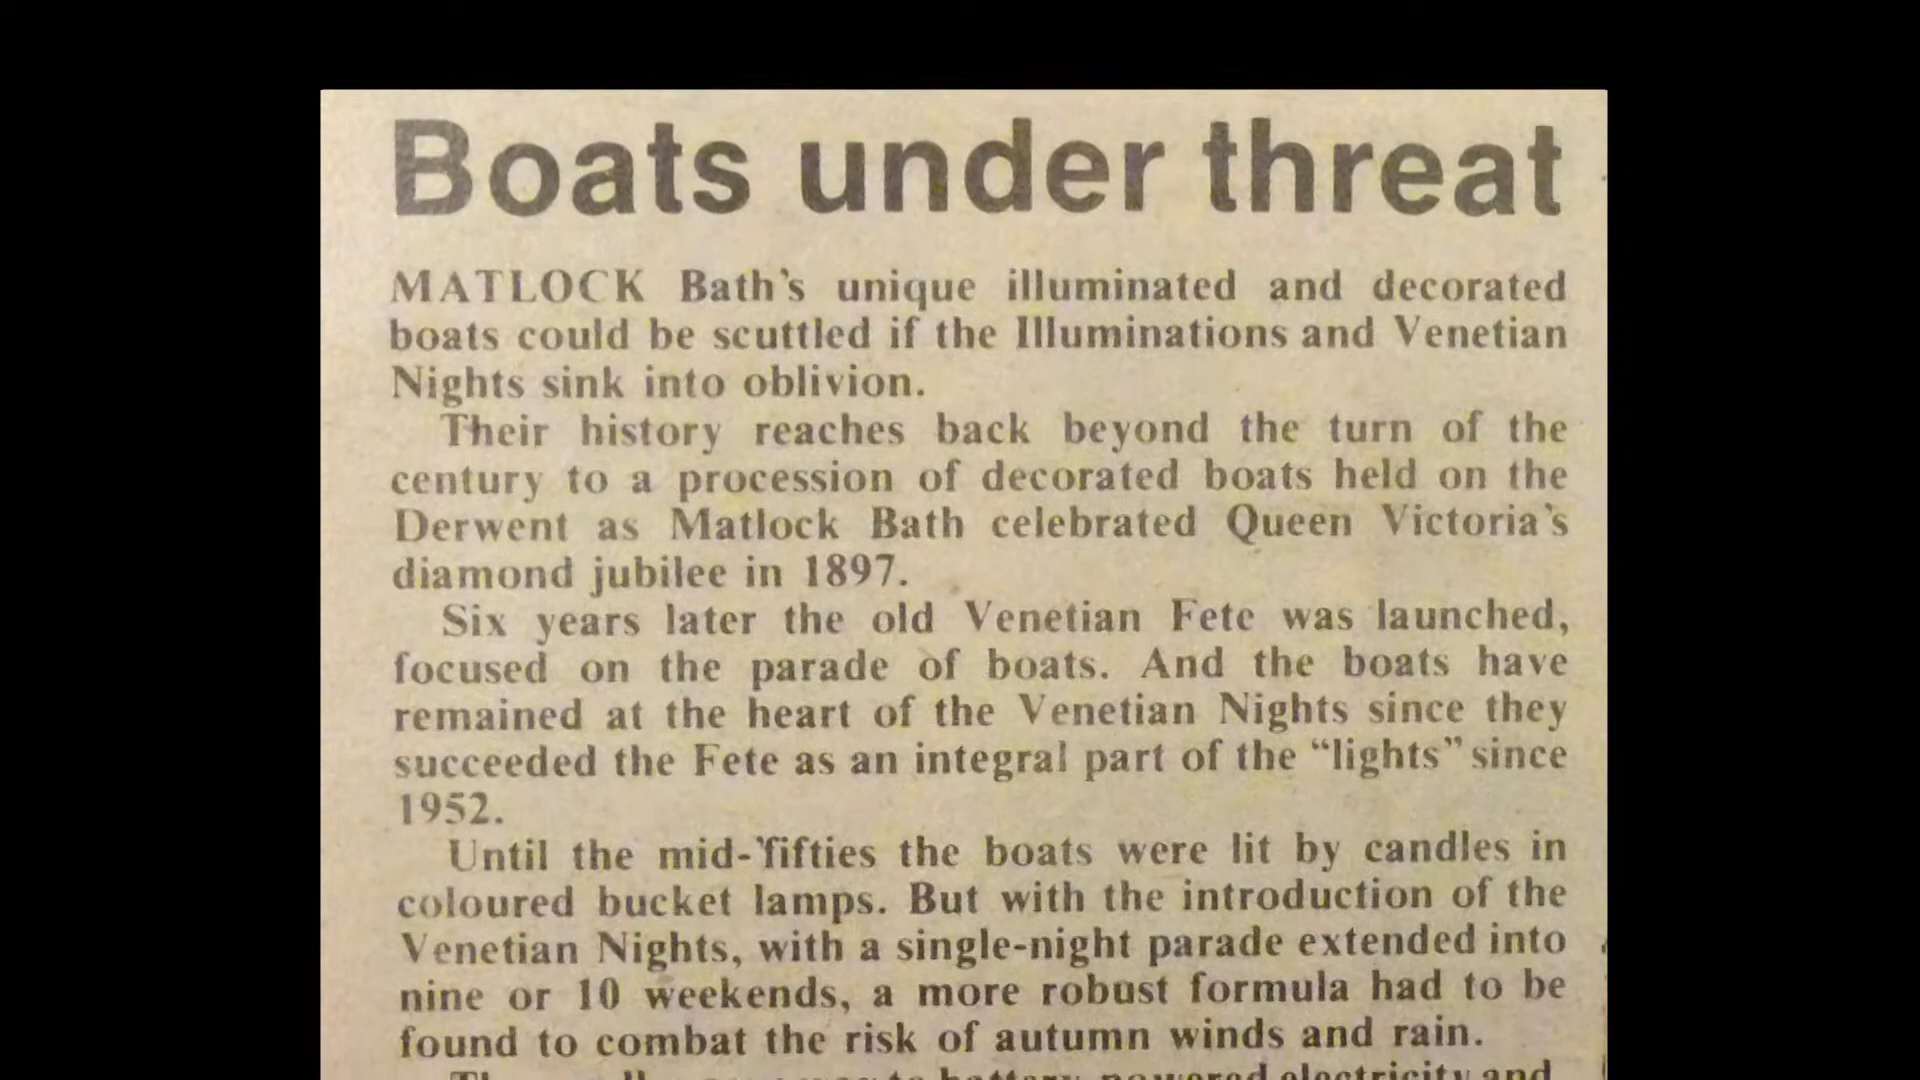 Boats under threat
MATLOCK Bath's unique illuminated and decorated
boats could be scuttled if the Illuminations and Venetian
Nights sink into oblivion.
Their history reaches back beyond the turn of the
century to a procession of decorated boats held on the
Derwent as Matlock Bath celebrated Queen Victoria's
diamond jubilee in 1897.
Six years later the old Venetian Fete was launched,
focused on the parade of boats. And the boats have
remained at the heart of the Venetian Nights since they
succeeded the Fete as an integral part of the “lights” since
1952.
Until the mid-'fifties the boats were lit by candles in
coloured bucket lamps. But with the introduction of the
Venetian Nights, with a single-night parade extended into
nine or 10 weekends, a more robust formula had to be
found to combat the risk of autumn winds and rain.
to battery-powered electricity and